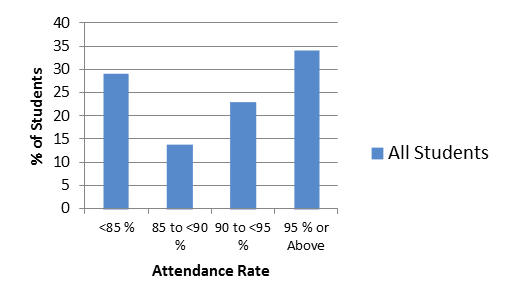 40
35
30
25
20
15
10
5
0
% of Students
<85 %
85 to <90
%
90 to <95
%
95 % or
Above
Attendance Rate
All Students